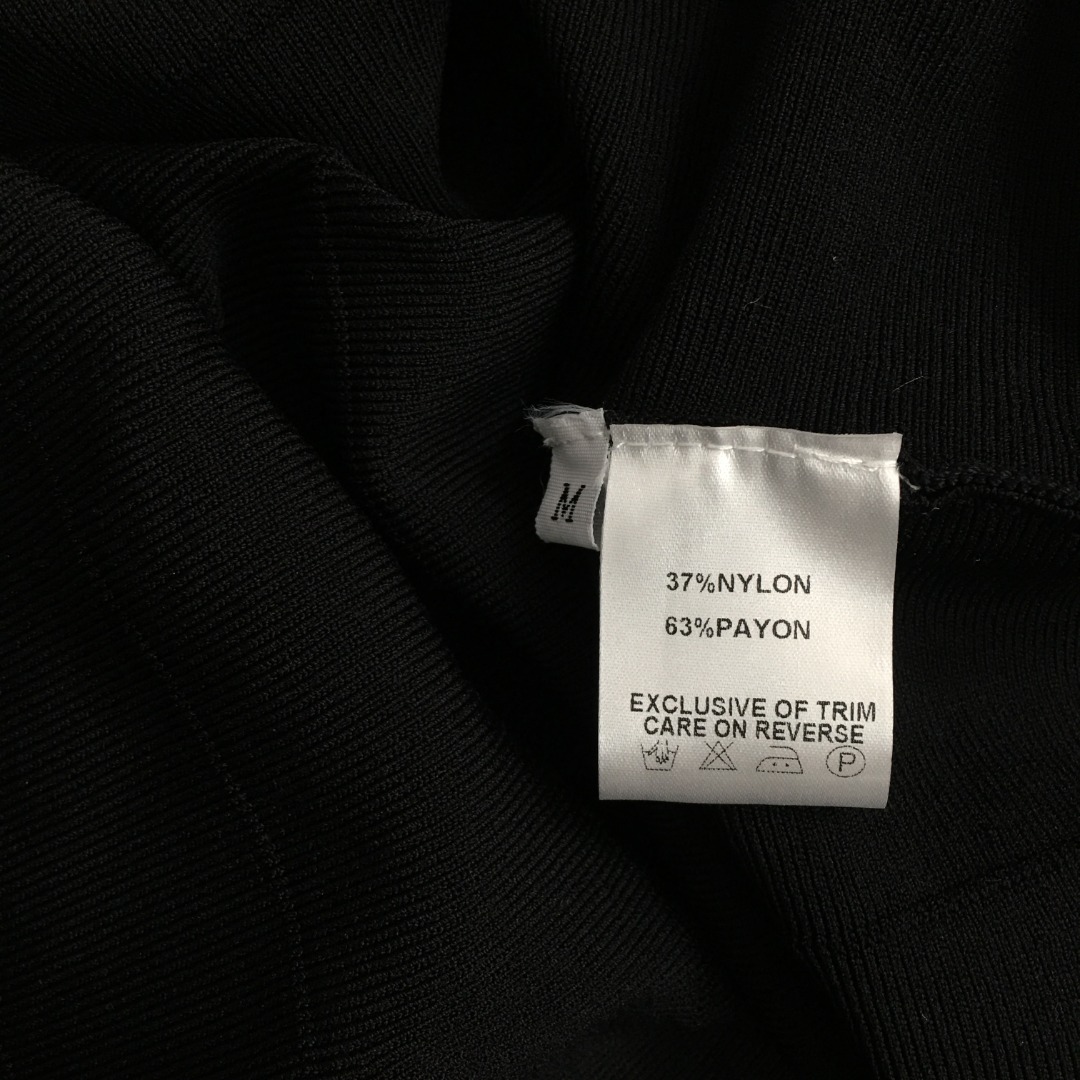 M
37%NYLON
63%PAYON
EXCLUSIVE OF TRIM
CARE ON REVERSE
P